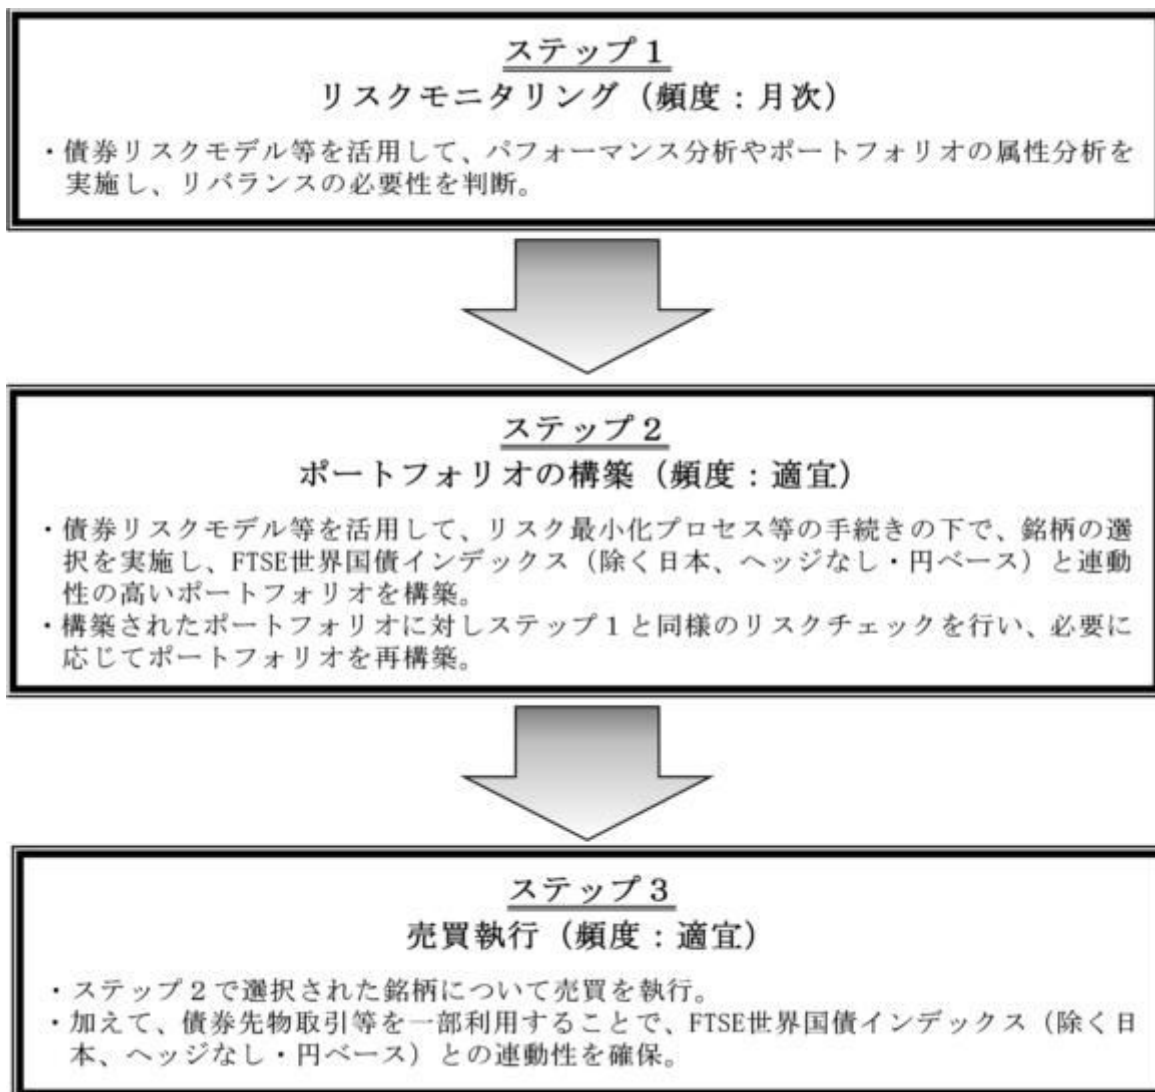 ステップ1
リスクモニタリング（頻度：月次）
・債券リスクモデル等を活用して、パフォーマンス分析やポートフォリオの属性分析を
実施し、リバランスの必要性を判断。
ステップ2
ポートフォリオの構築（頻度：適宜）
・債券リスクモデル等を活用して、リスク最小化プロセス等の手続きの下で、銘柄の選
択を実施し、FTSE世界国債インデックス（除く日本、ヘッジなし・円ベース）と連動
性の高いポートフォリオを構築。
・構築されたポートフォリオに対しステップ1と同様のリスクチェックを行い、必要に
応じてポートフォリオを再構築。
ステップ3
売買執行（頻度：適宜）
・ステップ2で選択された銘柄について売買を執行。
・加えて、債券先物取引等を一部利用することで、FTSE世界国債インデックス（除く日
本、ヘッジなし・円ベース）との連動性を確保。